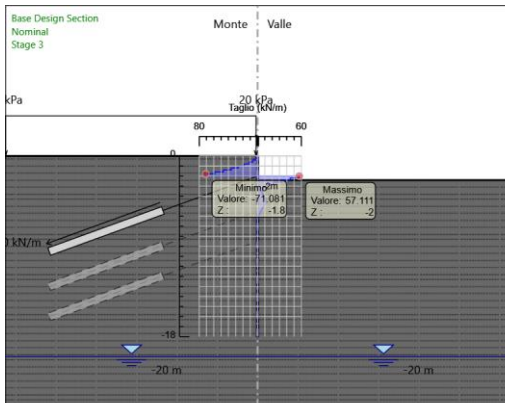 Base Design Section
Nominal
Stage 3
Monte Valle
kPa
20 kPa
Taglio (kN/m)
80 60
0
2m
Minimo
Valore: -71.081
Z : -1.8
Massimo
Valore: 57.111
Z : -2
0 kN/m
-18
-20 m
-20 m